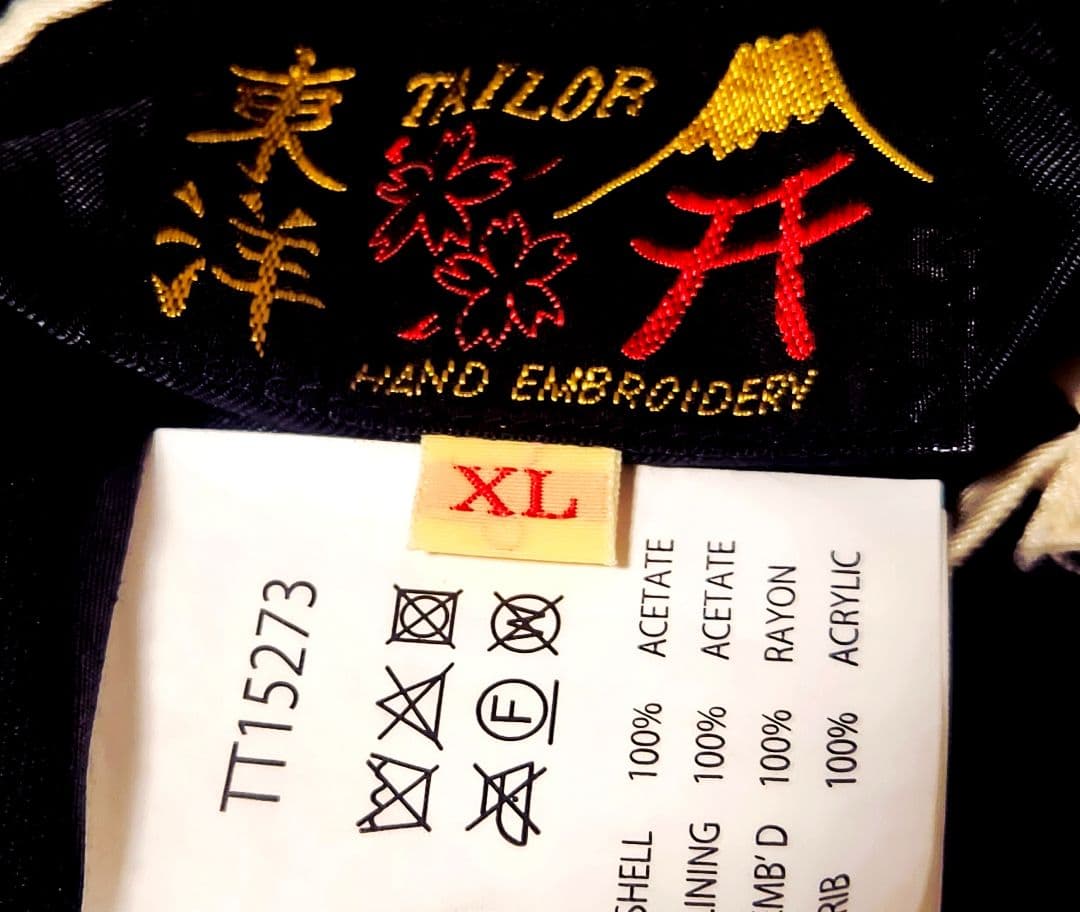 東洋
TAILOR
HAND EMBROIDERY
XL
TT15273
W
F
SHELL 100% ACETATE
LINING 100% ACETATE
EMB'D 100% RAYON
RIB 100% ACRYLIC